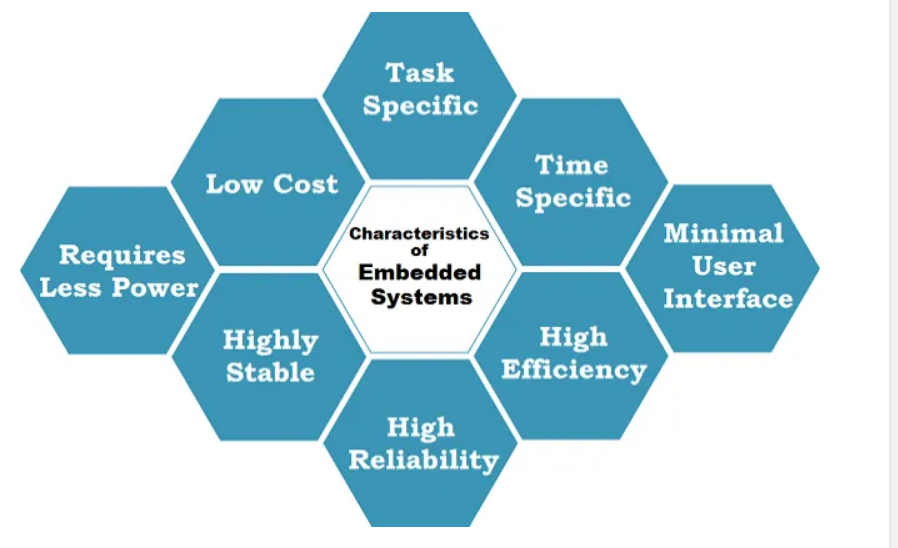 Task
Specific
Low Cost
Time
Specific
Characteristics
of
Embedded
Systems
Requires
Less Power
Minimal
User
Interface
Highly
Stable
High
Efficiency
High
Reliability